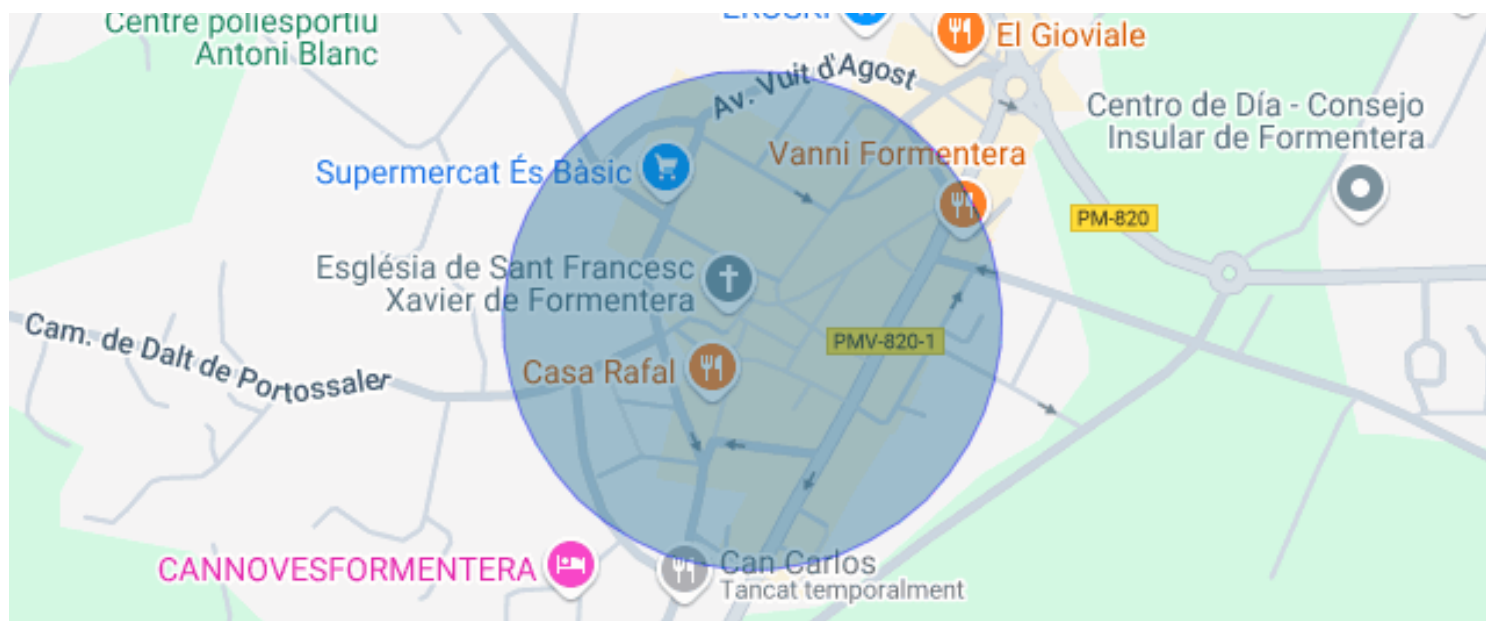 Centre poliesportiu
Antoni Blanc
EROSKI
El Gioviale
Av. Vuit d'Agost
Centro de Día - Consejo
Insular de Formentera
Vanni Formentera
Supermercat És Bàsic
PM-820
Església de Sant Francesc
Xavier de Formentera
Cam. de Dalt de Portossaler
PMV-820-1
Casa Rafal
CANNOVESFORMENTERA
Can Carlos
Tancat temporalment